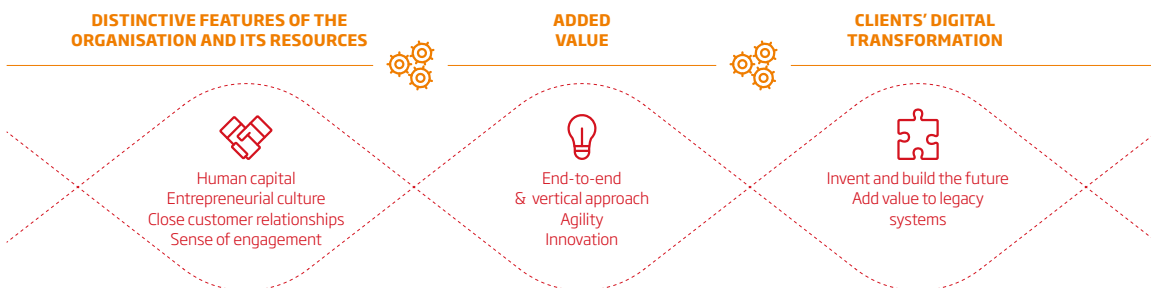 DISTINCTIVE FEATURES OF THE
ORGANISATION AND ITS RESOURCES
ADDED
VALUE
CLIENTS’ DIGITAL
TRANSFORMATION
Human capital
Entrepreneurial culture
Close customer relationships
Sense of engagement
End-to-end
& vertical approach
Agility
Innovation
Invent and build the future
Add value to legacy
systems